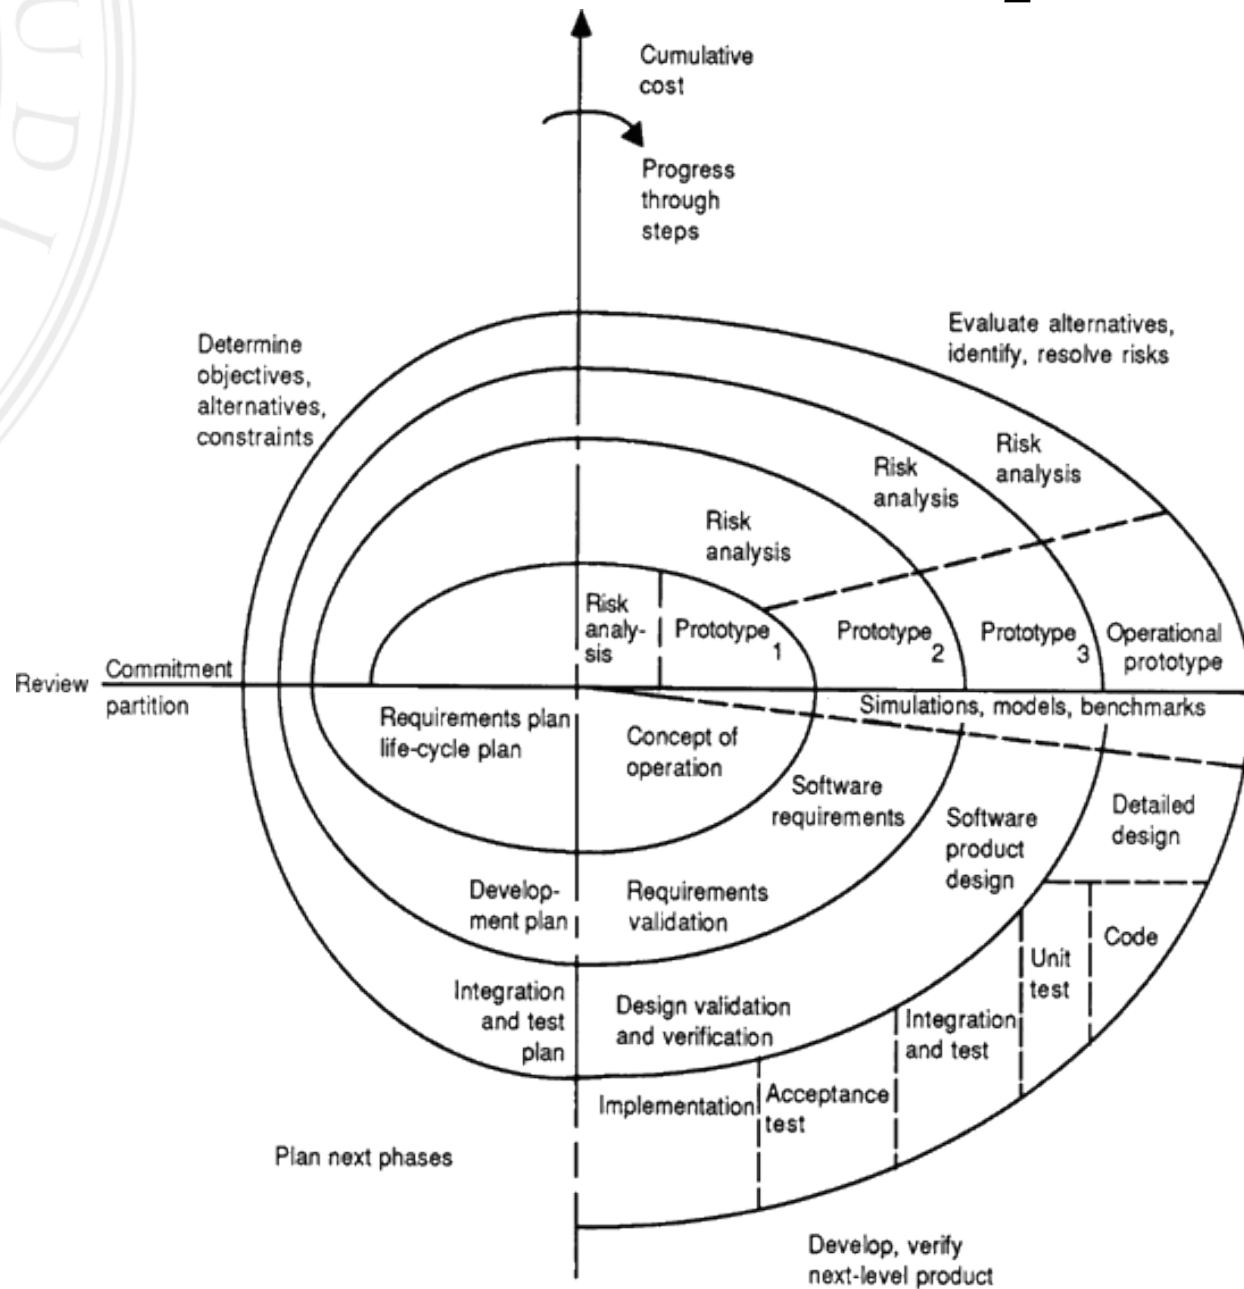 Cumulative
cost
Progress
through
steps
Determine
objectives,
alternatives,
constraints
Evaluate alternatives,
identify, resolve risks
Risk
analysis
Risk
analysis
Risk
analysis
Risk
analy-
sis
Prototype 1
Prototype 2
Prototype 3
Operational
prototype
Review
Commitment
partition
Simulations, models, benchmarks
Requirements plan
life-cycle plan
Concept of
operation
Software
requirements
Software
product
design
Detailed
design
Develop-
ment plan
Requirements
validation
Code
Unit
test
Integration
and test
plan
Design validation
and verification
Integration
and test
Acceptance
test
Implementation
Plan next phases
Develop, verify
next-level product
UDI